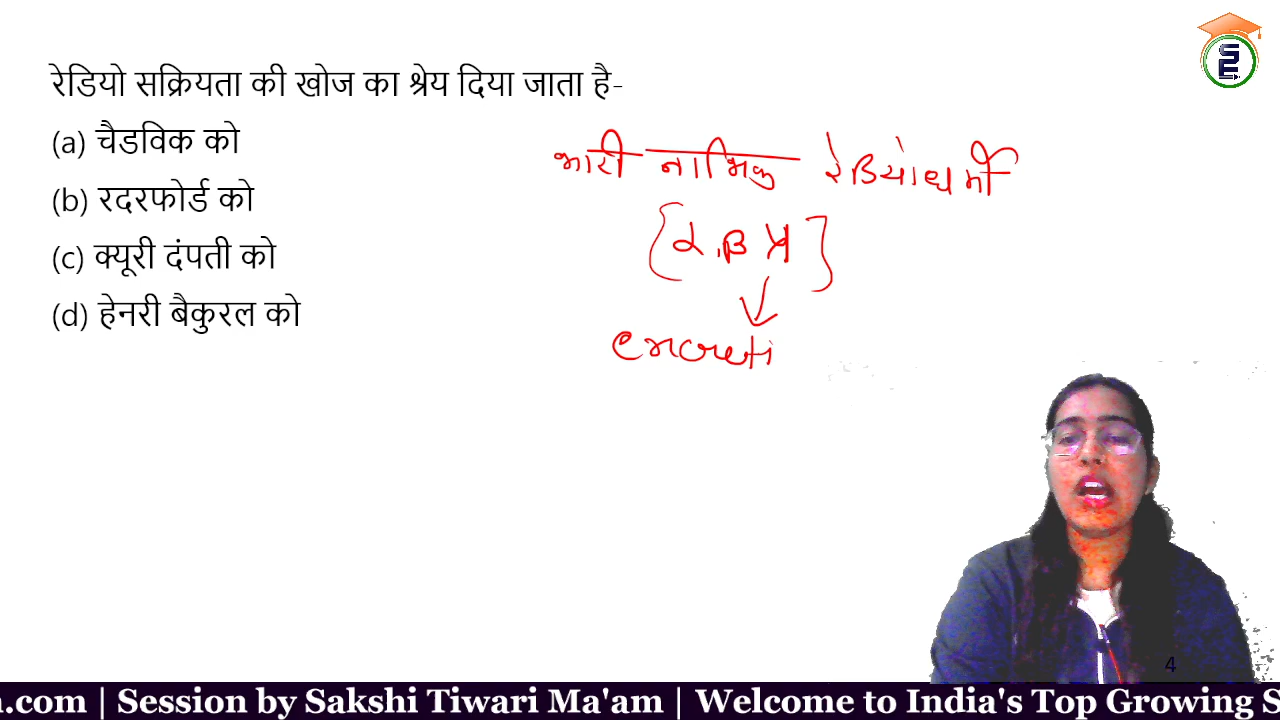 रेडियो सक्रियता की खोज का श्रेय दिया जाता है-
(a) चैडविक को
(b) रदरफोर्ड को
(c) क्यूरी दंपती को
(d) हेनरी बैकुरल को
भारी नाभिक रेडियोधर्मी
α, β
4
m.com | Session by Sakshi Tiwari Ma'am | Welcome to India's Top Growing S